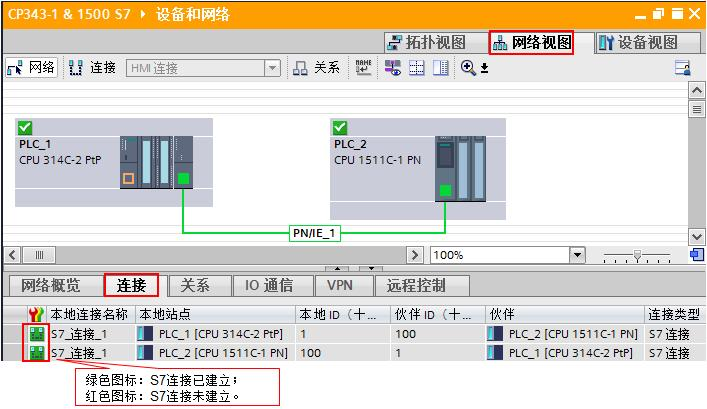 CP343-1 & 1500 S7 ▸ 设备和网络
拓扑视图 网络视图 设备视图
网络 连接 HMI 连接 关系
PLC_1
CPU 314C-2 PtP
PLC_2
CPU 1511C-1 PN
PN/IE_1
100%
网络概览 连接 关系 IO 通信 VPN 远程控制
本地连接名称 本地站点 本地 ID（十... 伙伴 ID（十... 伙伴 连接类型
S7_连接_1 PLC_1 [CPU 314C-2 PtP] 1 100 PLC_2 [CPU 1511C-1 PN] S7 连接
S7_连接_1 PLC_2 [CPU 1511C-1 PN] 100 1 PLC_1 [CPU 314C-2 PtP] S7 连接
绿色图标：S7连接已建立；
红色图标：S7连接未建立。